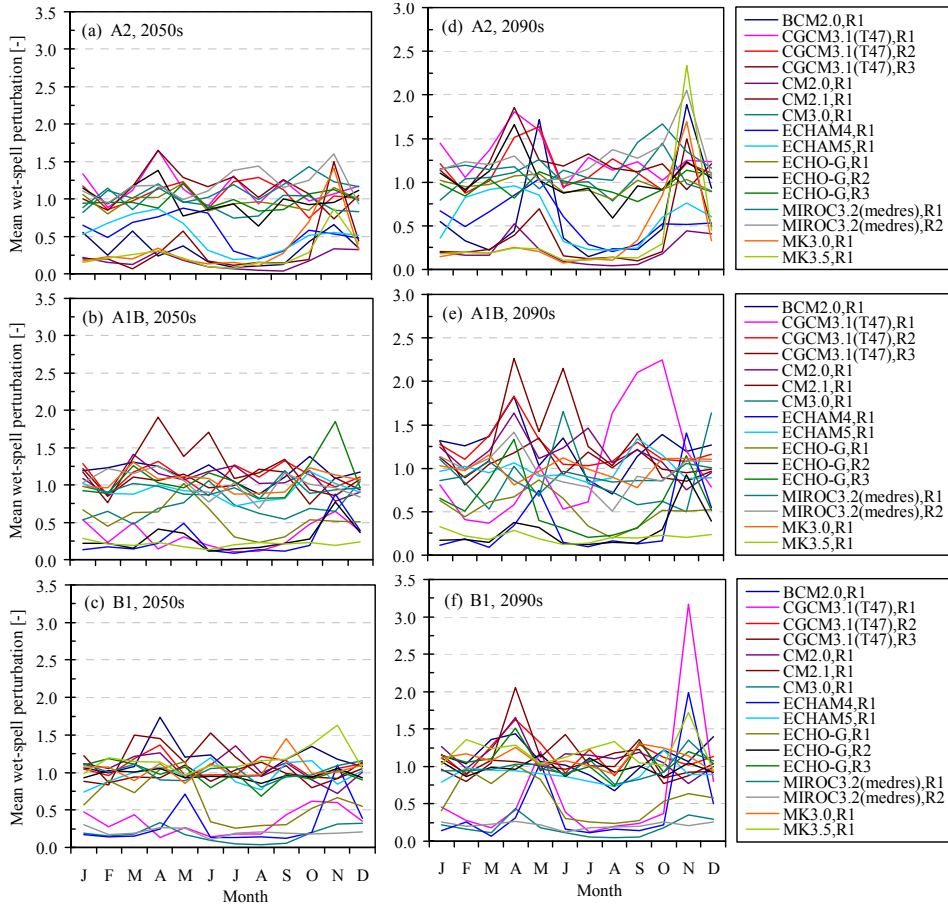 Mean wet-spell perturbation [-]
3.5
3.0
2.5
2.0
1.5
1.0
0.5
0.0
(a) A2, 2050s
3.0
2.5
2.0
1.5
1.0
0.5
0.0
(d) A2, 2090s
BCM2.0,R1
CGCM3.1(T47),R1
CGCM3.1(T47),R2
CGCM3.1(T47),R3
CM2.0,R1
CM2.1,R1
CM3.0,R1
ECHAM4,R1
ECHAM5,R1
ECHO-G,R1
ECHO-G,R2
ECHO-G,R3
MIROC3.2(medres),R1
MIROC3.2(medres),R2
MK3.0,R1
MK3.5,R1
Mean wet-spell perturbation [-]
3.5
3.0
2.5
2.0
1.5
1.0
0.5
0.0
(b) A1B, 2050s
3.0
2.5
2.0
1.5
1.0
0.5
0.0
(e) A1B, 2090s
BCM2.0,R1
CGCM3.1(T47),R1
CGCM3.1(T47),R2
CGCM3.1(T47),R3
CM2.0,R1
CM2.1,R1
CM3.0,R1
ECHAM4,R1
ECHAM5,R1
ECHO-G,R1
ECHO-G,R2
ECHO-G,R3
MIROC3.2(medres),R1
MIROC3.2(medres),R2
MK3.0,R1
MK3.5,R1
Mean wet-spell perturbation [-]
3.5
3.0
2.5
2.0
1.5
1.0
0.5
0.0
(c) B1, 2050s
J F M A M J J A S O N D
Month
3.5
3.0
2.5
2.0
1.5
1.0
0.5
0.0
(f) B1, 2090s
J F M A M J J A S O N D
Month
BCM2.0,R1
CGCM3.1(T47),R1
CGCM3.1(T47),R2
CGCM3.1(T47),R3
CM2.0,R1
CM2.1,R1
CM3.0,R1
ECHAM4,R1
ECHAM5,R1
ECHO-G,R1
ECHO-G,R2
ECHO-G,R3
MIROC3.2(medres),R1
MIROC3.2(medres),R2
MK3.0,R1
MK3.5,R1